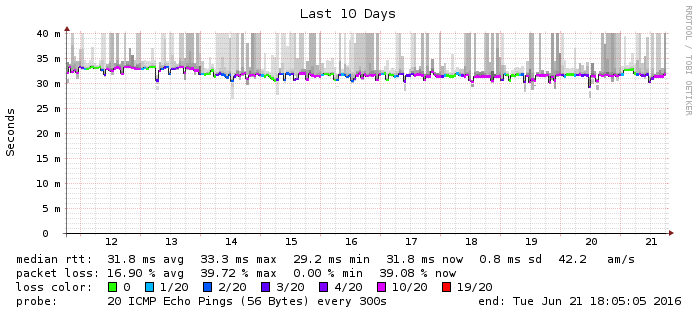 Last 10 Days
RRDTOOL / TOBI OETIKER
Seconds
40 m
35 m
30 m
25 m
20 m
15 m
10 m
5 m
0
12 13 14 15 16 17 18 19 20 21
median rtt: 31.8 ms avg 33.3 ms max 29.2 ms min 31.8 ms now 0.8 ms sd 42.2 am/s
packet loss: 16.90 % avg 39.72 % max 0.00 % min 39.08 % now
loss color: 0 1/20 2/20 3/20 4/20 10/20 19/20
probe: 20 ICMP Echo Pings (56 Bytes) every 300s end: Tue Jun 21 18:05:05 2016